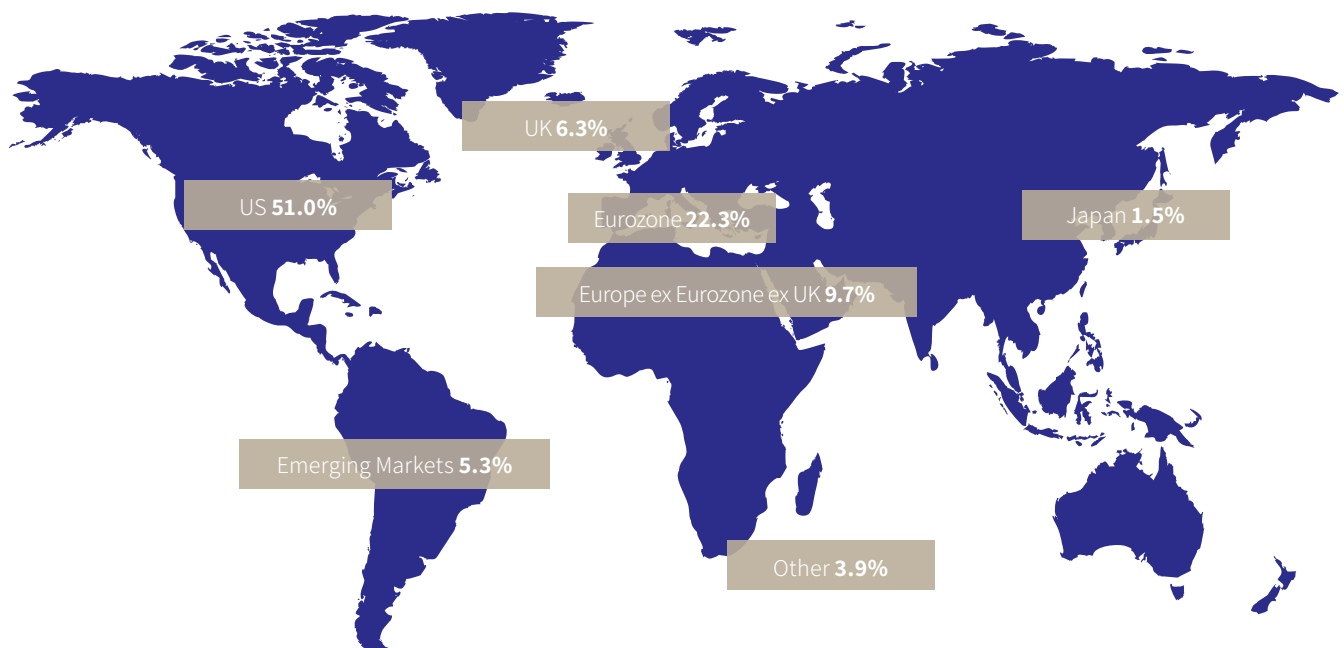 UK 6.3%
US 51.0%
Eurozone 22.3%
Japan 1.5%
Europe ex Eurozone ex UK 9.7%
Emerging Markets 5.3%
Other 3.9%